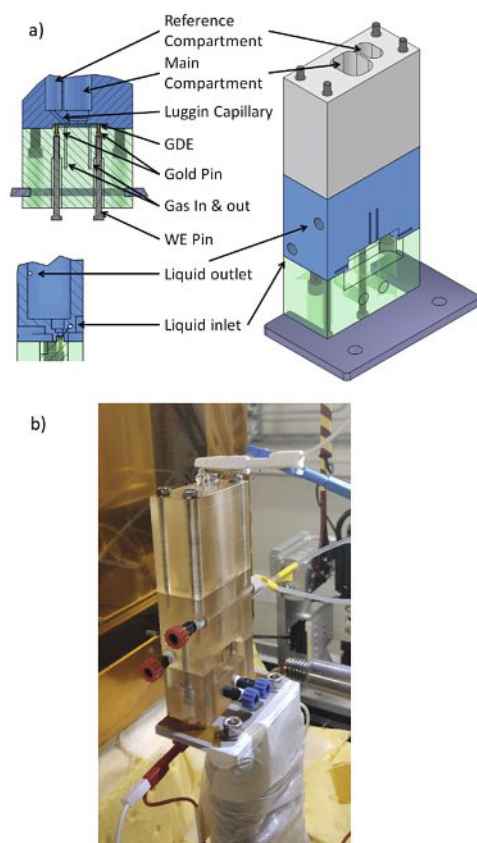 a)
Reference
Compartment
Main
Compartment
Luggin Capillary
GDE
Gold Pin
Gas In & out
WE Pin
Liquid outlet
Liquid inlet
b)